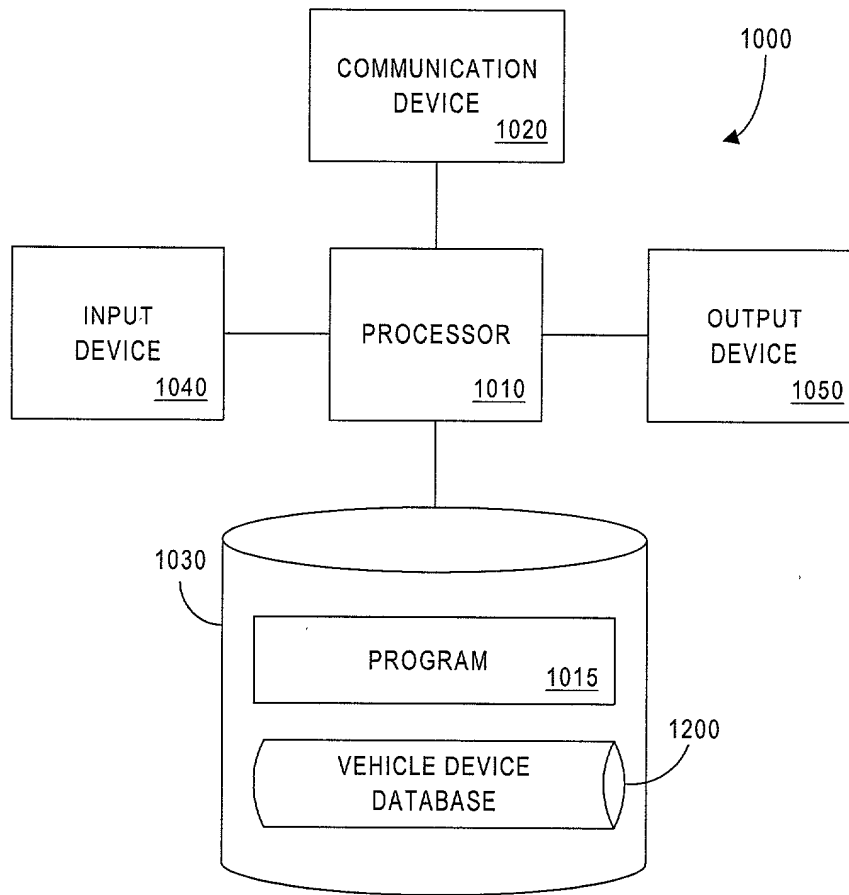 1000
COMMUNICATION
DEVICE
1020
INPUT
DEVICE
1040
PROCESSOR
1010
OUTPUT
DEVICE
1050
1030
PROGRAM
1015
1200
VEHICLE DEVICE
DATABASE